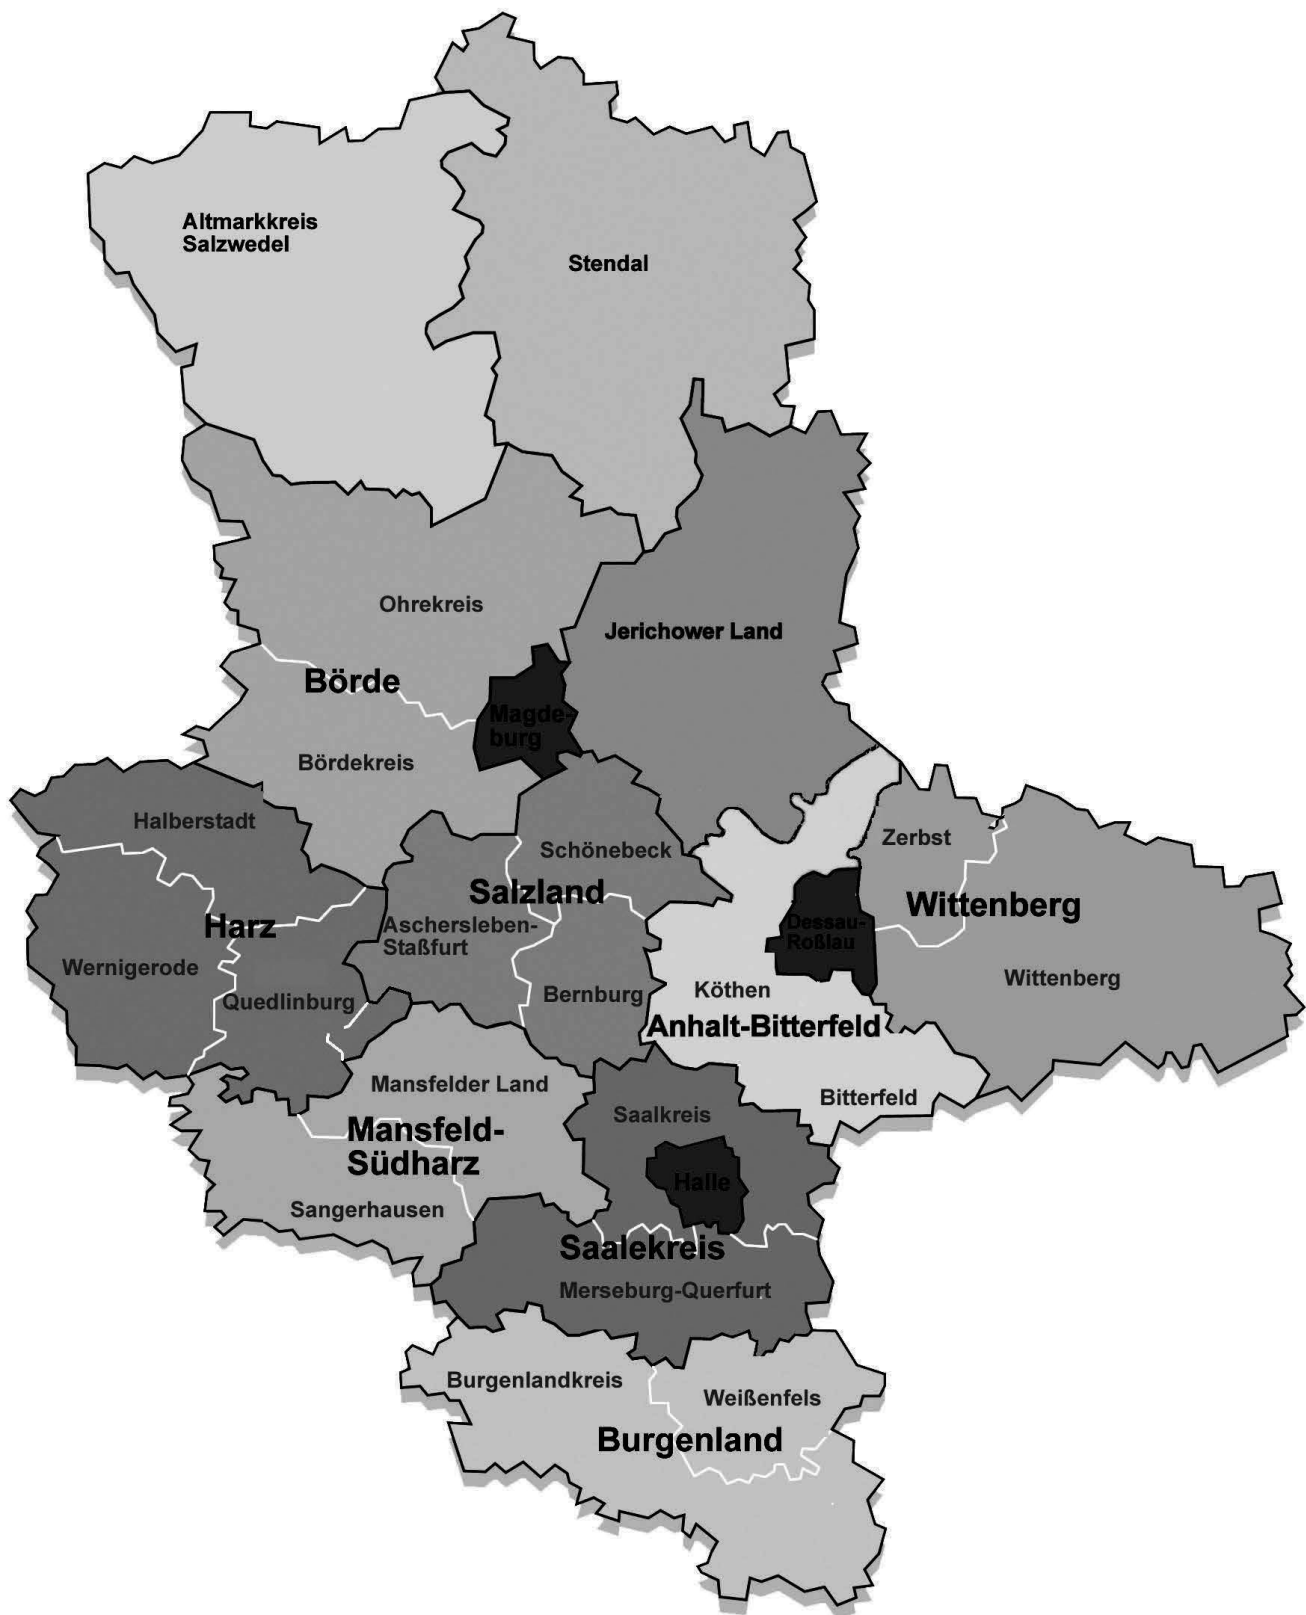 Altmarkkreis
Salzwedel
Stendal
Ohrekreis
Jerichower Land
Börde
Magde-
burg
Bördekreis
Halberstadt
Schönebeck
Zerbst
Salzland
Wittenberg
Harz
Aschersleben-
Staßfurt
Dessau-
Roßlau
Wernigerode
Wittenberg
Quedlinburg
Bernburg
Köthen
Anhalt-Bitterfeld
Mansfelder Land
Bitterfeld
Saalkreis
Mansfeld-
Südharz
Halle
Sangerhausen
Saalekreis
Merseburg-Querfurt
Burgenlandkreis
Weißenfels
Burgenland